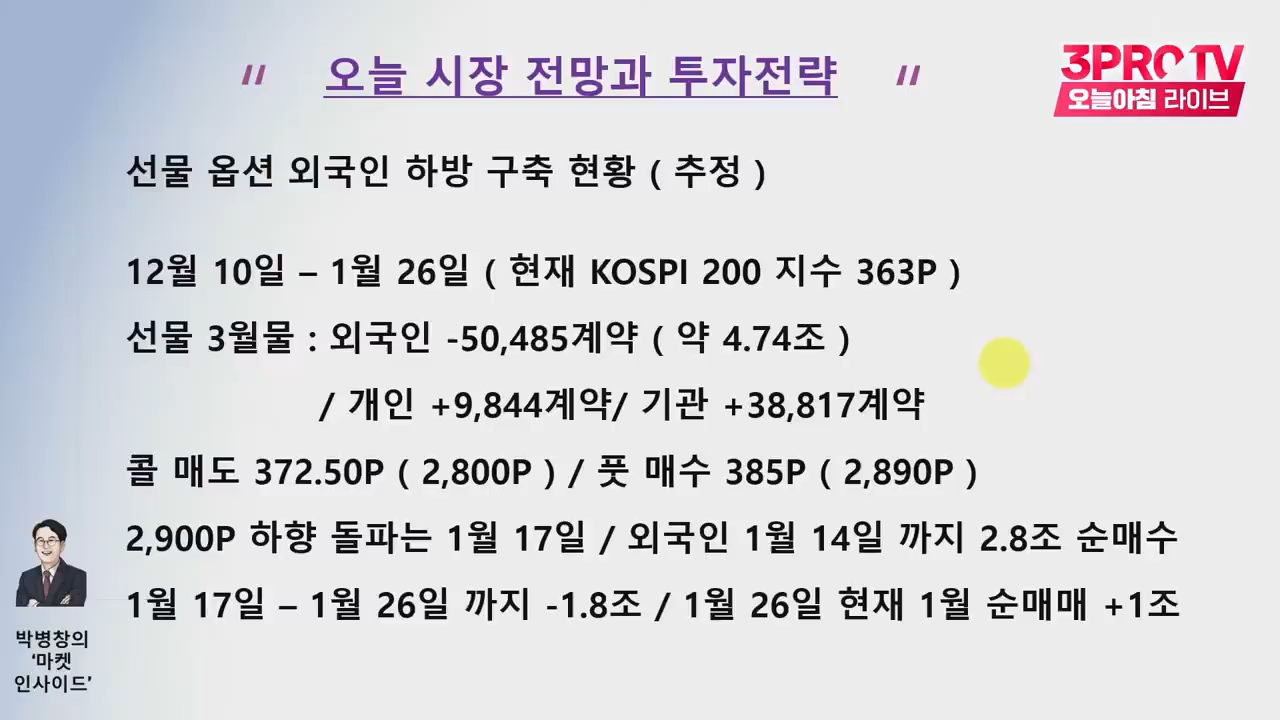 〃 오늘 시장 전망과 투자전략 〃
3PROTV
오늘아침 라이브
선물 옵션 외국인 하방 구축 현황 ( 추정 )
12월 10일 – 1월 26일 ( 현재 KOSPI 200 지수 363P )
선물 3월물 : 외국인 -50,485계약 ( 약 4.74조 )
/ 개인 +9,844계약/ 기관 +38,817계약
콜 매도 372.50P ( 2,800P ) / 풋 매수 385P ( 2,890P )
2,900P 하향 돌파는 1월 17일 / 외국인 1월 14일 까지 2.8조 순매수
1월 17일 – 1월 26일 까지 -1.8조 / 1월 26일 현재 1월 순매매 +1조
박병창의
‘마켓
인사이드’